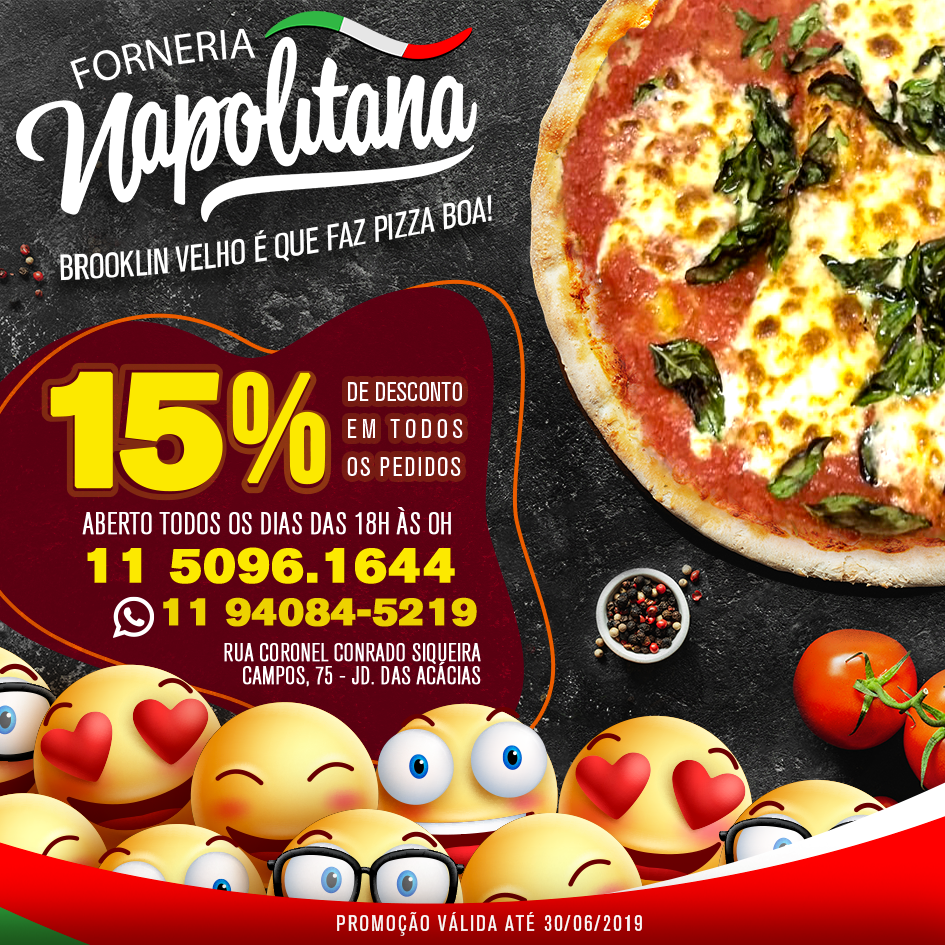 FORNERIA
Napolitana
BROOKLIN VELHO É QUE FAZ PIZZA BOA!
15%
DE DESCONTO
EM TODOS
OS PEDIDOS
ABERTO TODOS OS DIAS DAS 18H ÀS 0H
11 5096.1644
11 94084-5219
RUA CORONEL CONRADO SIQUEIRA
CAMPOS, 75 - JD. DAS ACÁCIAS
PROMOÇÃO VÁLIDA ATÉ 30/06/2019